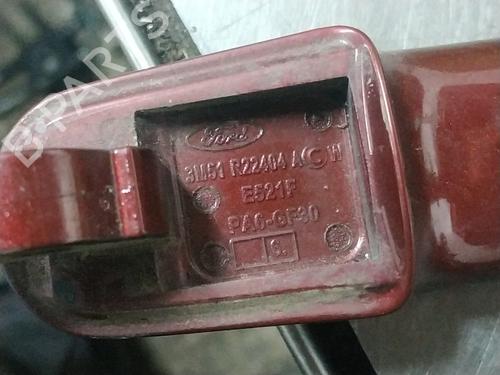 B-PARTS
Ford
3M51 R22404 A C W
E521F
PA6-GF30